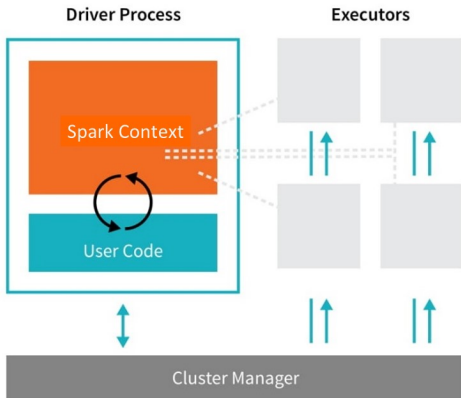 Driver Process
Executors
Spark Context
User Code
Cluster Manager